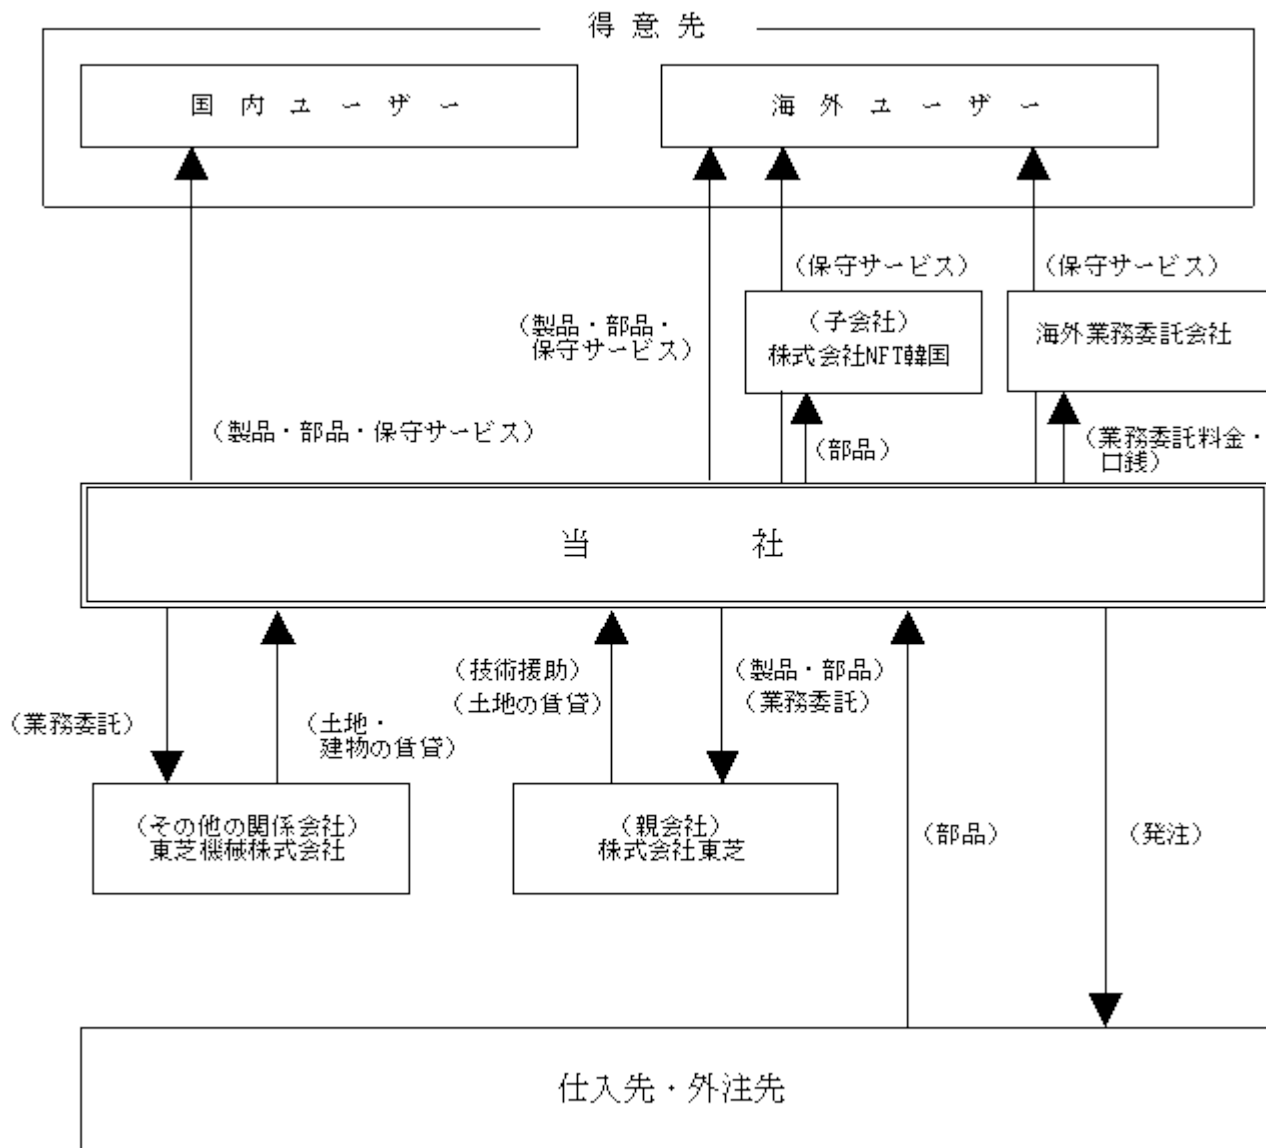 得意先
国内ユーザー
海外ユーザー
（保守サービス）
（保守サービス）
（製品・部品・
保守サービス）
（子会社）
株式会社NFT韓国
海外業務委託会社
（製品・部品・保守サービス）
（部品）
（業務委託料金・
口銭）
当社
（技術援助）
（土地の賃貸）
（製品・部品）
（業務委託）
（業務委託）
（土地・
建物の賃貸）
（その他の関係会社）
東芝機械株式会社
（親会社）
株式会社東芝
（部品）
（発注）
仕入先・外注先